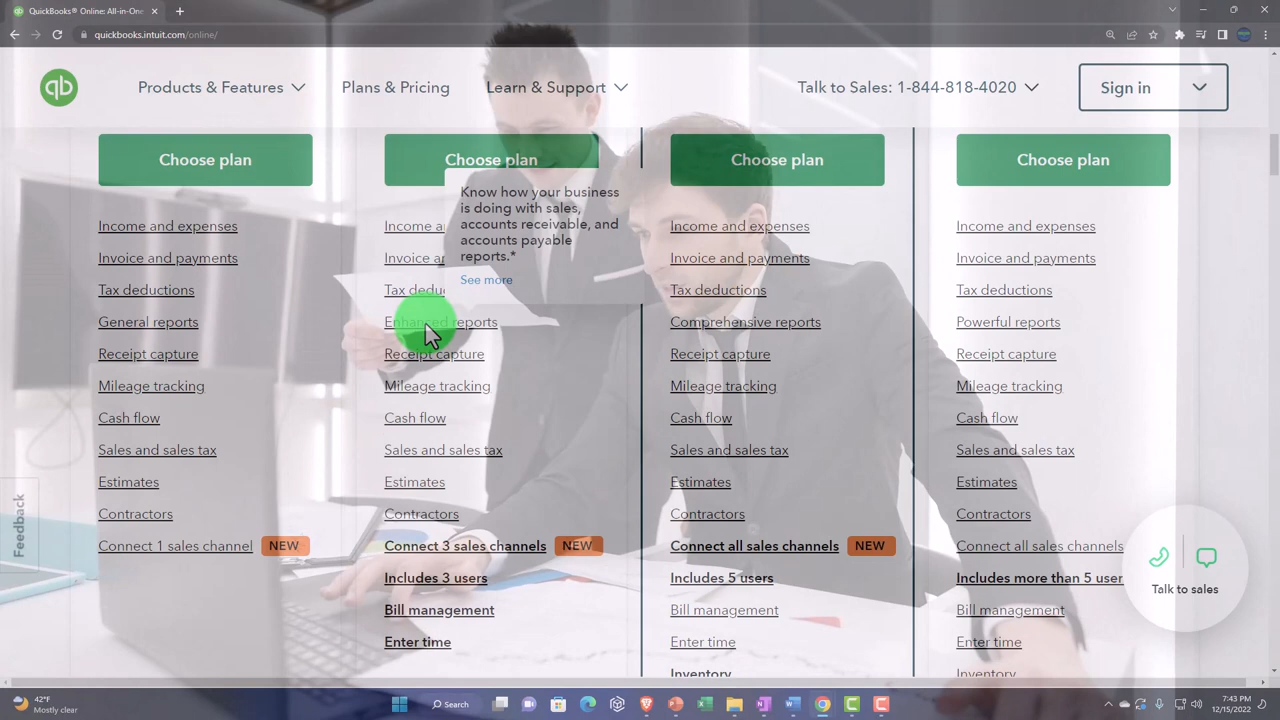 QuickBooks® Online: All-in-One
quickbooks.intuit.com/online/
qb
Products & Features
Plans & Pricing
Learn & Support
Talk to Sales: 1-844-818-4020
Sign in
Choose plan
Income and expenses
Invoice and payments
Tax deductions
General reports
Receipt capture
Mileage tracking
Cash flow
Sales and sales tax
Estimates
Contractors
Connect 1 sales channel NEW
Choose plan
Know how your business
is doing with sales,
accounts receivable, and
accounts payable
reports.*
See more
Income a
Invoice a
Tax dedu
Enhanced reports
Receipt capture
Mileage tracking
Cash flow
Sales and sales tax
Estimates
Contractors
Connect 3 sales channels NEW
Includes 3 users
Bill management
Enter time
Choose plan
Income and expenses
Invoice and payments
Tax deductions
Comprehensive reports
Receipt capture
Mileage tracking
Cash flow
Sales and sales tax
Estimates
Contractors
Connect all sales channels NEW
Includes 5 users
Bill management
Enter time
Inventory
Choose plan
Income and expenses
Invoice and payments
Tax deductions
Powerful reports
Receipt capture
Mileage tracking
Cash flow
Sales and sales tax
Estimates
Contractors
Connect all sales channels
Includes more than 5 user
Bill management
Enter time
Inventory
Feedback
Talk to sales
42°F
Mostly clear
Search
7:43 PM
12/15/2022